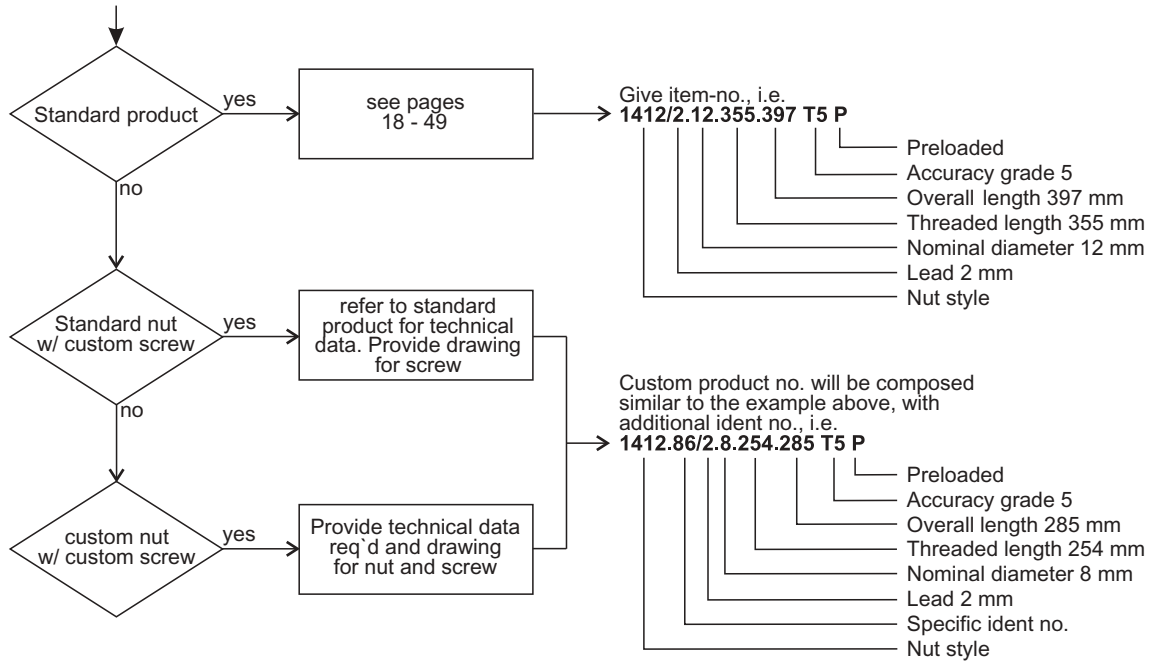 Standard product
yes
see pages
18 - 49
Give item-no., i.e.
1412/2.12.355.397 T5 P
Preloaded
Accuracy grade 5
Overall length 397 mm
Threaded length 355 mm
Nominal diameter 12 mm
Lead 2 mm
Nut style
no
Standard nut
w/ custom screw
yes
refer to standard
product for technical
data. Provide drawing
for screw
no
Custom product no. will be composed
similar to the example above, with
additional ident no., i.e.
1412.86/2.8.254.285 T5 P
Preloaded
Accuracy grade 5
Overall length 285 mm
Threaded length 254 mm
Nominal diameter 8 mm
Lead 2 mm
Specific ident no.
Nut style
custom nut
w/ custom screw
yes
Provide technical data
req`d and drawing
for nut and screw